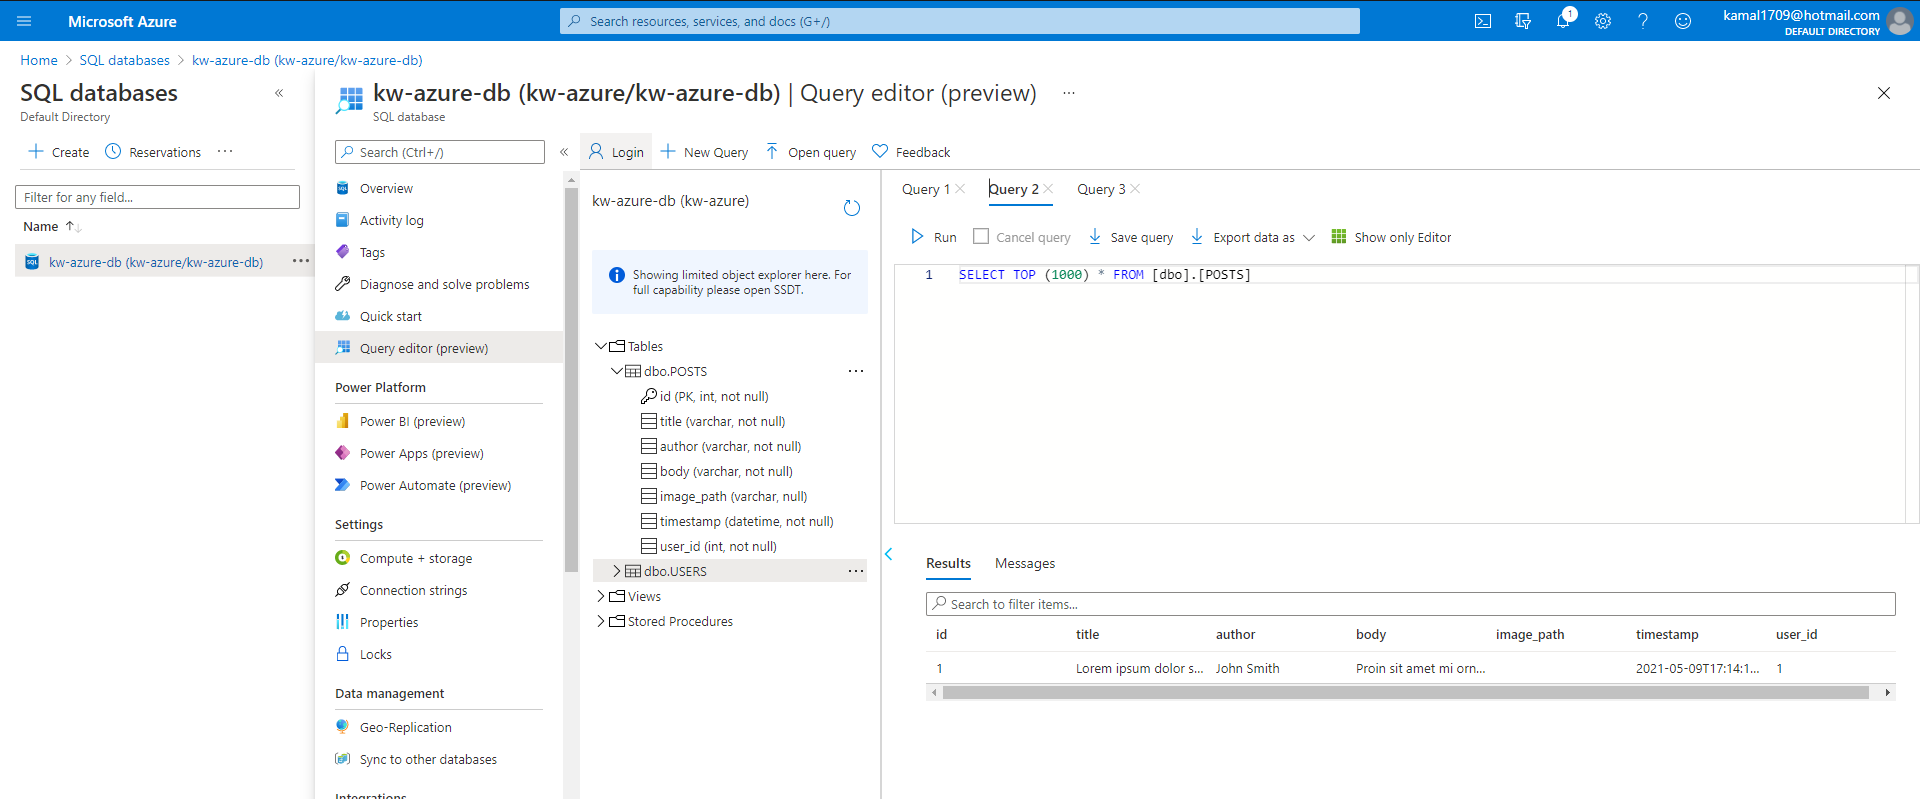 Microsoft Azure
Search resources, services, and docs (G+/)
1
kamal1709@hotmail.com
DEFAULT DIRECTORY
Home > SQL databases > kw-azure-db (kw-azure/kw-azure-db)
SQL databases
Default Directory
Create
Reservations
Filter for any field...
Name
kw-azure-db (kw-azure/kw-azure-db)
kw-azure-db (kw-azure/kw-azure-db) | Query editor (preview)
SQL database
Search (Ctrl+/)
Overview
Activity log
Tags
Diagnose and solve problems
Quick start
Query editor (preview)
Power Platform
Power BI (preview)
Power Apps (preview)
Power Automate (preview)
Settings
Compute + storage
Connection strings
Properties
Locks
Data management
Geo-Replication
Sync to other databases
Integrations
Login
New Query
Open query
Feedback
kw-azure-db (kw-azure)
Showing limited object explorer here. For
full capability please open SSDT.
Tables
dbo.POSTS
id (PK, int, not null)
title (varchar, not null)
author (varchar, not null)
body (varchar, not null)
image_path (varchar, null)
timestamp (datetime, not null)
user_id (int, not null)
dbo.USERS
Views
Stored Procedures
Query 1
Query 2
Query 3
Run
Cancel query
Save query
Export data as
Show only Editor
1 SELECT TOP (1000) * FROM [dbo].[POSTS]
Results
Messages
Search to filter items...
id title author body image_path timestamp user_id
1 Lorem ipsum dolor s... John Smith Proin sit amet mi orn... 2021-05-09T17:14:1... 1